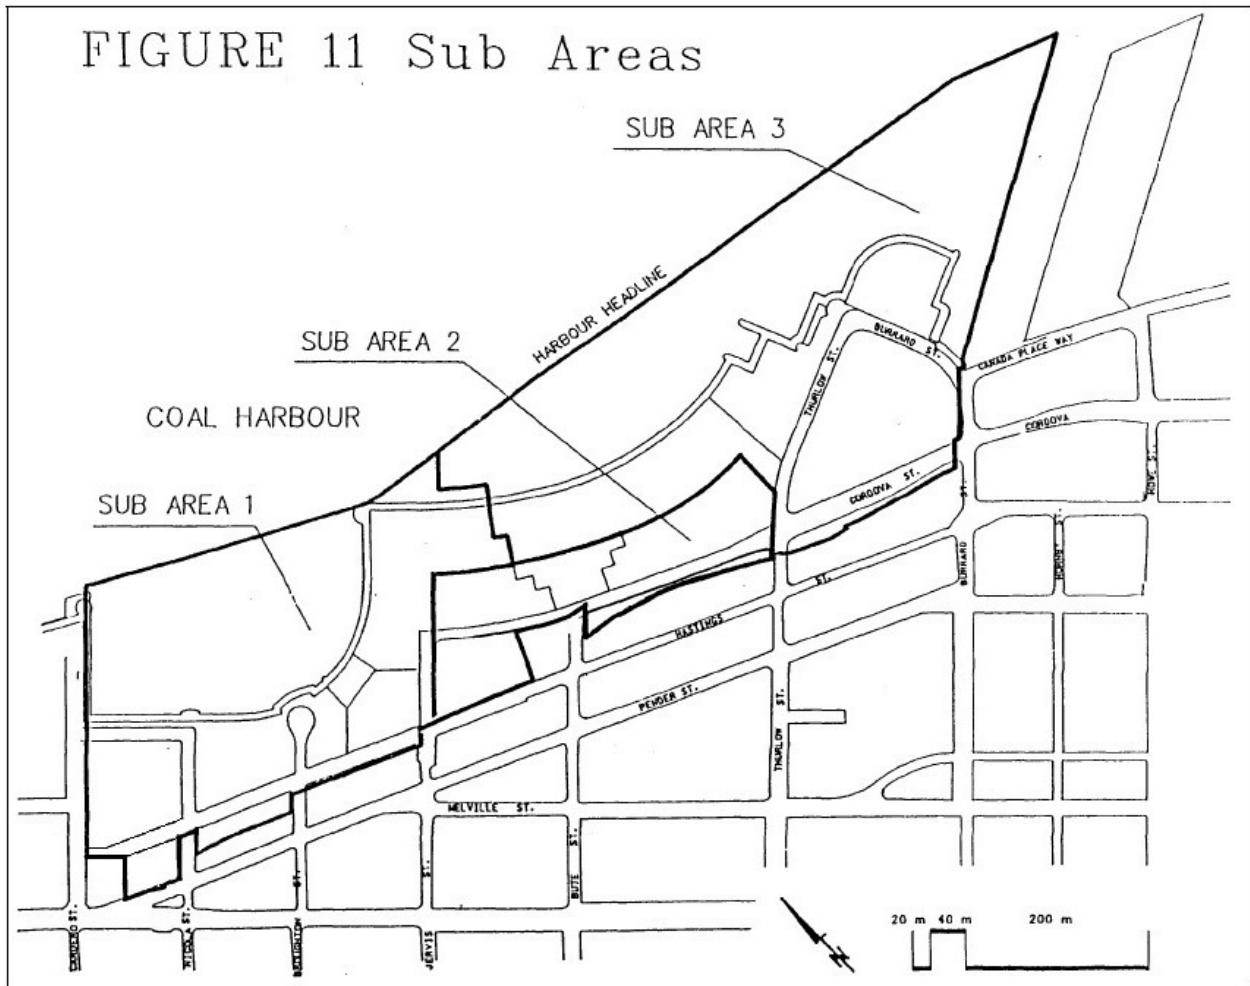 FIGURE 11 Sub Areas
SUB AREA 3
HARBOUR HEADLINE
SUB AREA 2
COAL HARBOUR
SUB AREA 1
BURRARD ST.
THURLOW ST.
CANADA PLACE WAY
CORDOVA
CORDOVA ST.
HOWE ST.
HORNBY ST.
BURRARD ST.
HASTINGS ST.
PENDER ST.
THURLOW ST.
MELVILLE ST.
BUTE ST.
CARDERO ST.
NICOLA ST.
BROUGHTON ST.
JERVIS ST.
N
20 m 40 m 200 m